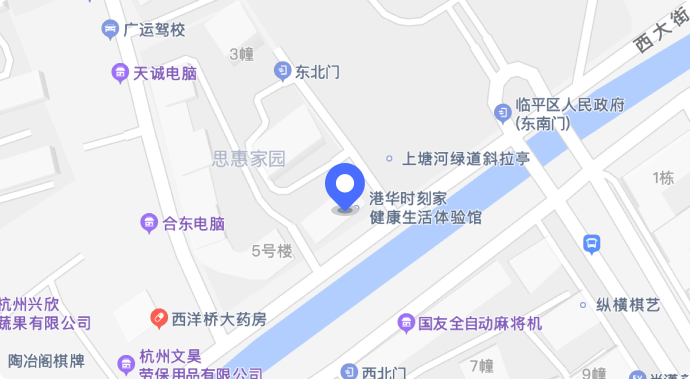 广运驾校
西大街
3幢
天诚电脑
东北门
临平区人民政府
(东南门)
思惠家园
上塘河绿道斜拉亭
1栋
港华时刻家
健康生活体验馆
合东电脑
5号楼
杭州兴欣
蔬果有限公司
西洋桥大药房
国友全自动麻将机
纵横棋艺
陶冶阁棋牌
杭州文昊
劳保用品有限公司
西北门
7幢
9幢